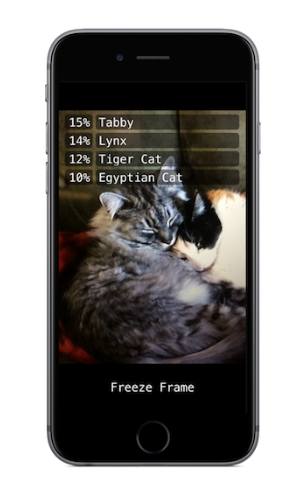 15% Tabby
14% Lynx
12% Tiger Cat
10% Egyptian Cat
Freeze Frame